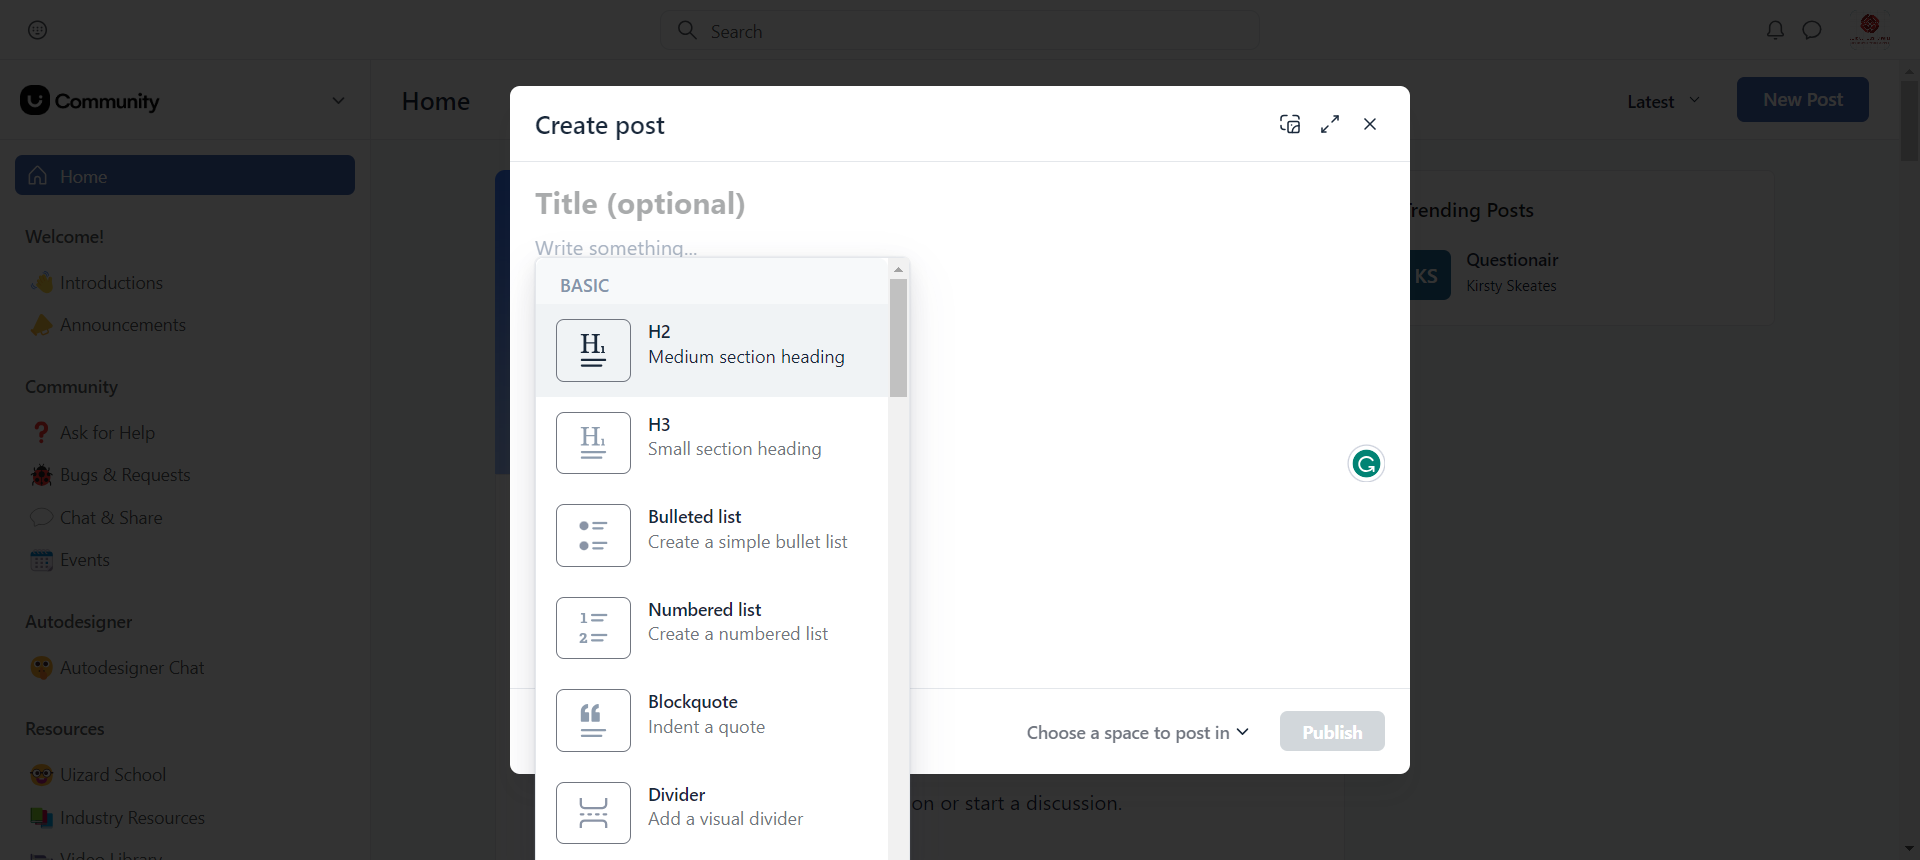 Search
Community
Home
Latest
New Post
Home
Welcome!
Introductions
Announcements
Community
Ask for Help
Bugs & Requests
Chat & Share
Events
Autodesigner
Autodesigner Chat
Resources
Uizard School
Industry Resources
Video Library
Create post
Title (optional)
Write something...
BASIC
H2
Medium section heading
H3
Small section heading
Bulleted list
Create a simple bullet list
Numbered list
Create a numbered list
Blockquote
Indent a quote
Divider
Add a visual divider
Choose a space to post in
Publish
on or start a discussion.
rending Posts
KS
Questionair
Kirsty Skeates